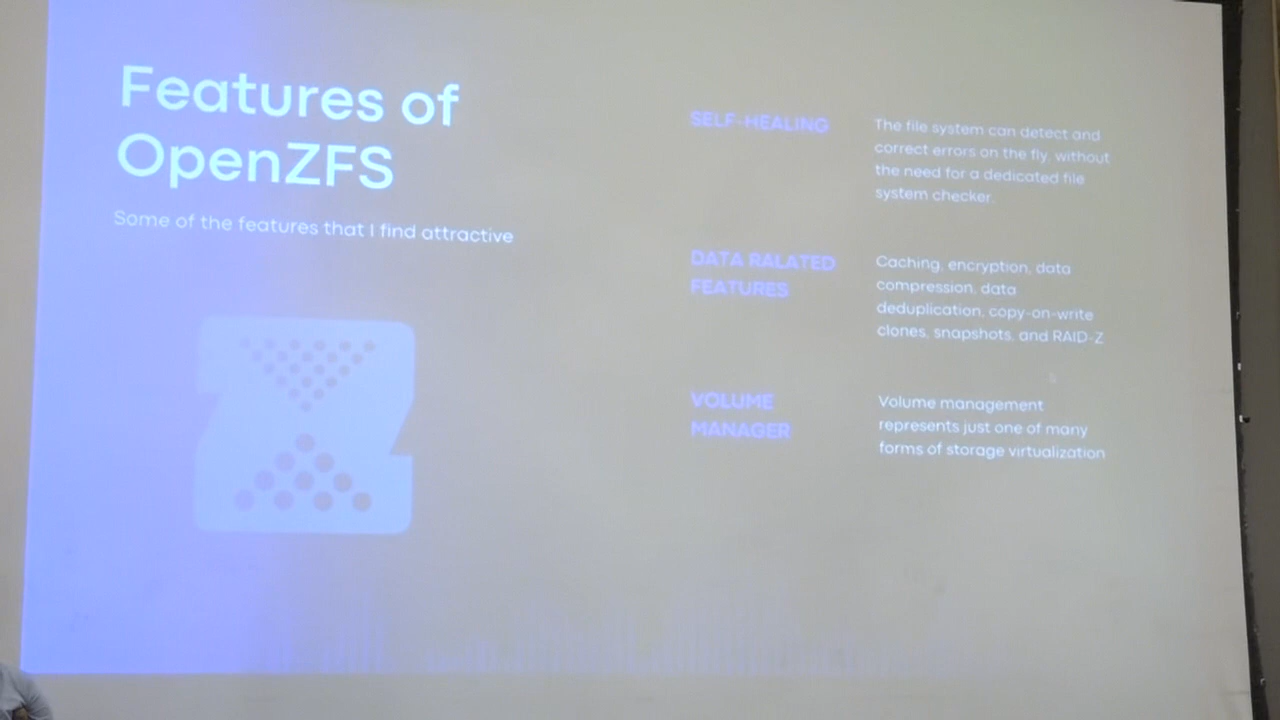 Features of
OpenZFS
Some of the features that I find attractive
SELF-HEALING
The file system can detect and
correct errors on the fly, without
the need for a dedicated file
system checker.
DATA RALATED
FEATURES
Caching, encryption, data
compression, data
deduplication, copy-on-write
clones, snapshots, and RAID-Z
VOLUME
MANAGER
Volume management
represents just one of many
forms of storage virtualization